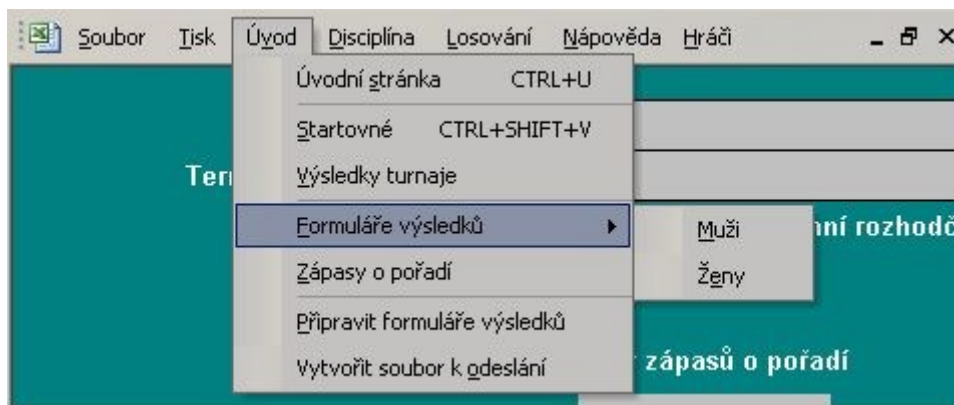 Soubor Tisk Úvod Disciplína Losování Nápověda Hráči
Úvodní stránka CTRL+U
Startovné CTRL+SHIFT+V
Výsledky turnaje
Formuláře výsledků
Muži
Ženy
Zápasy o pořadí
Připravit formuláře výsledků
Vytvořit soubor k odeslání
zápasů o pořadí